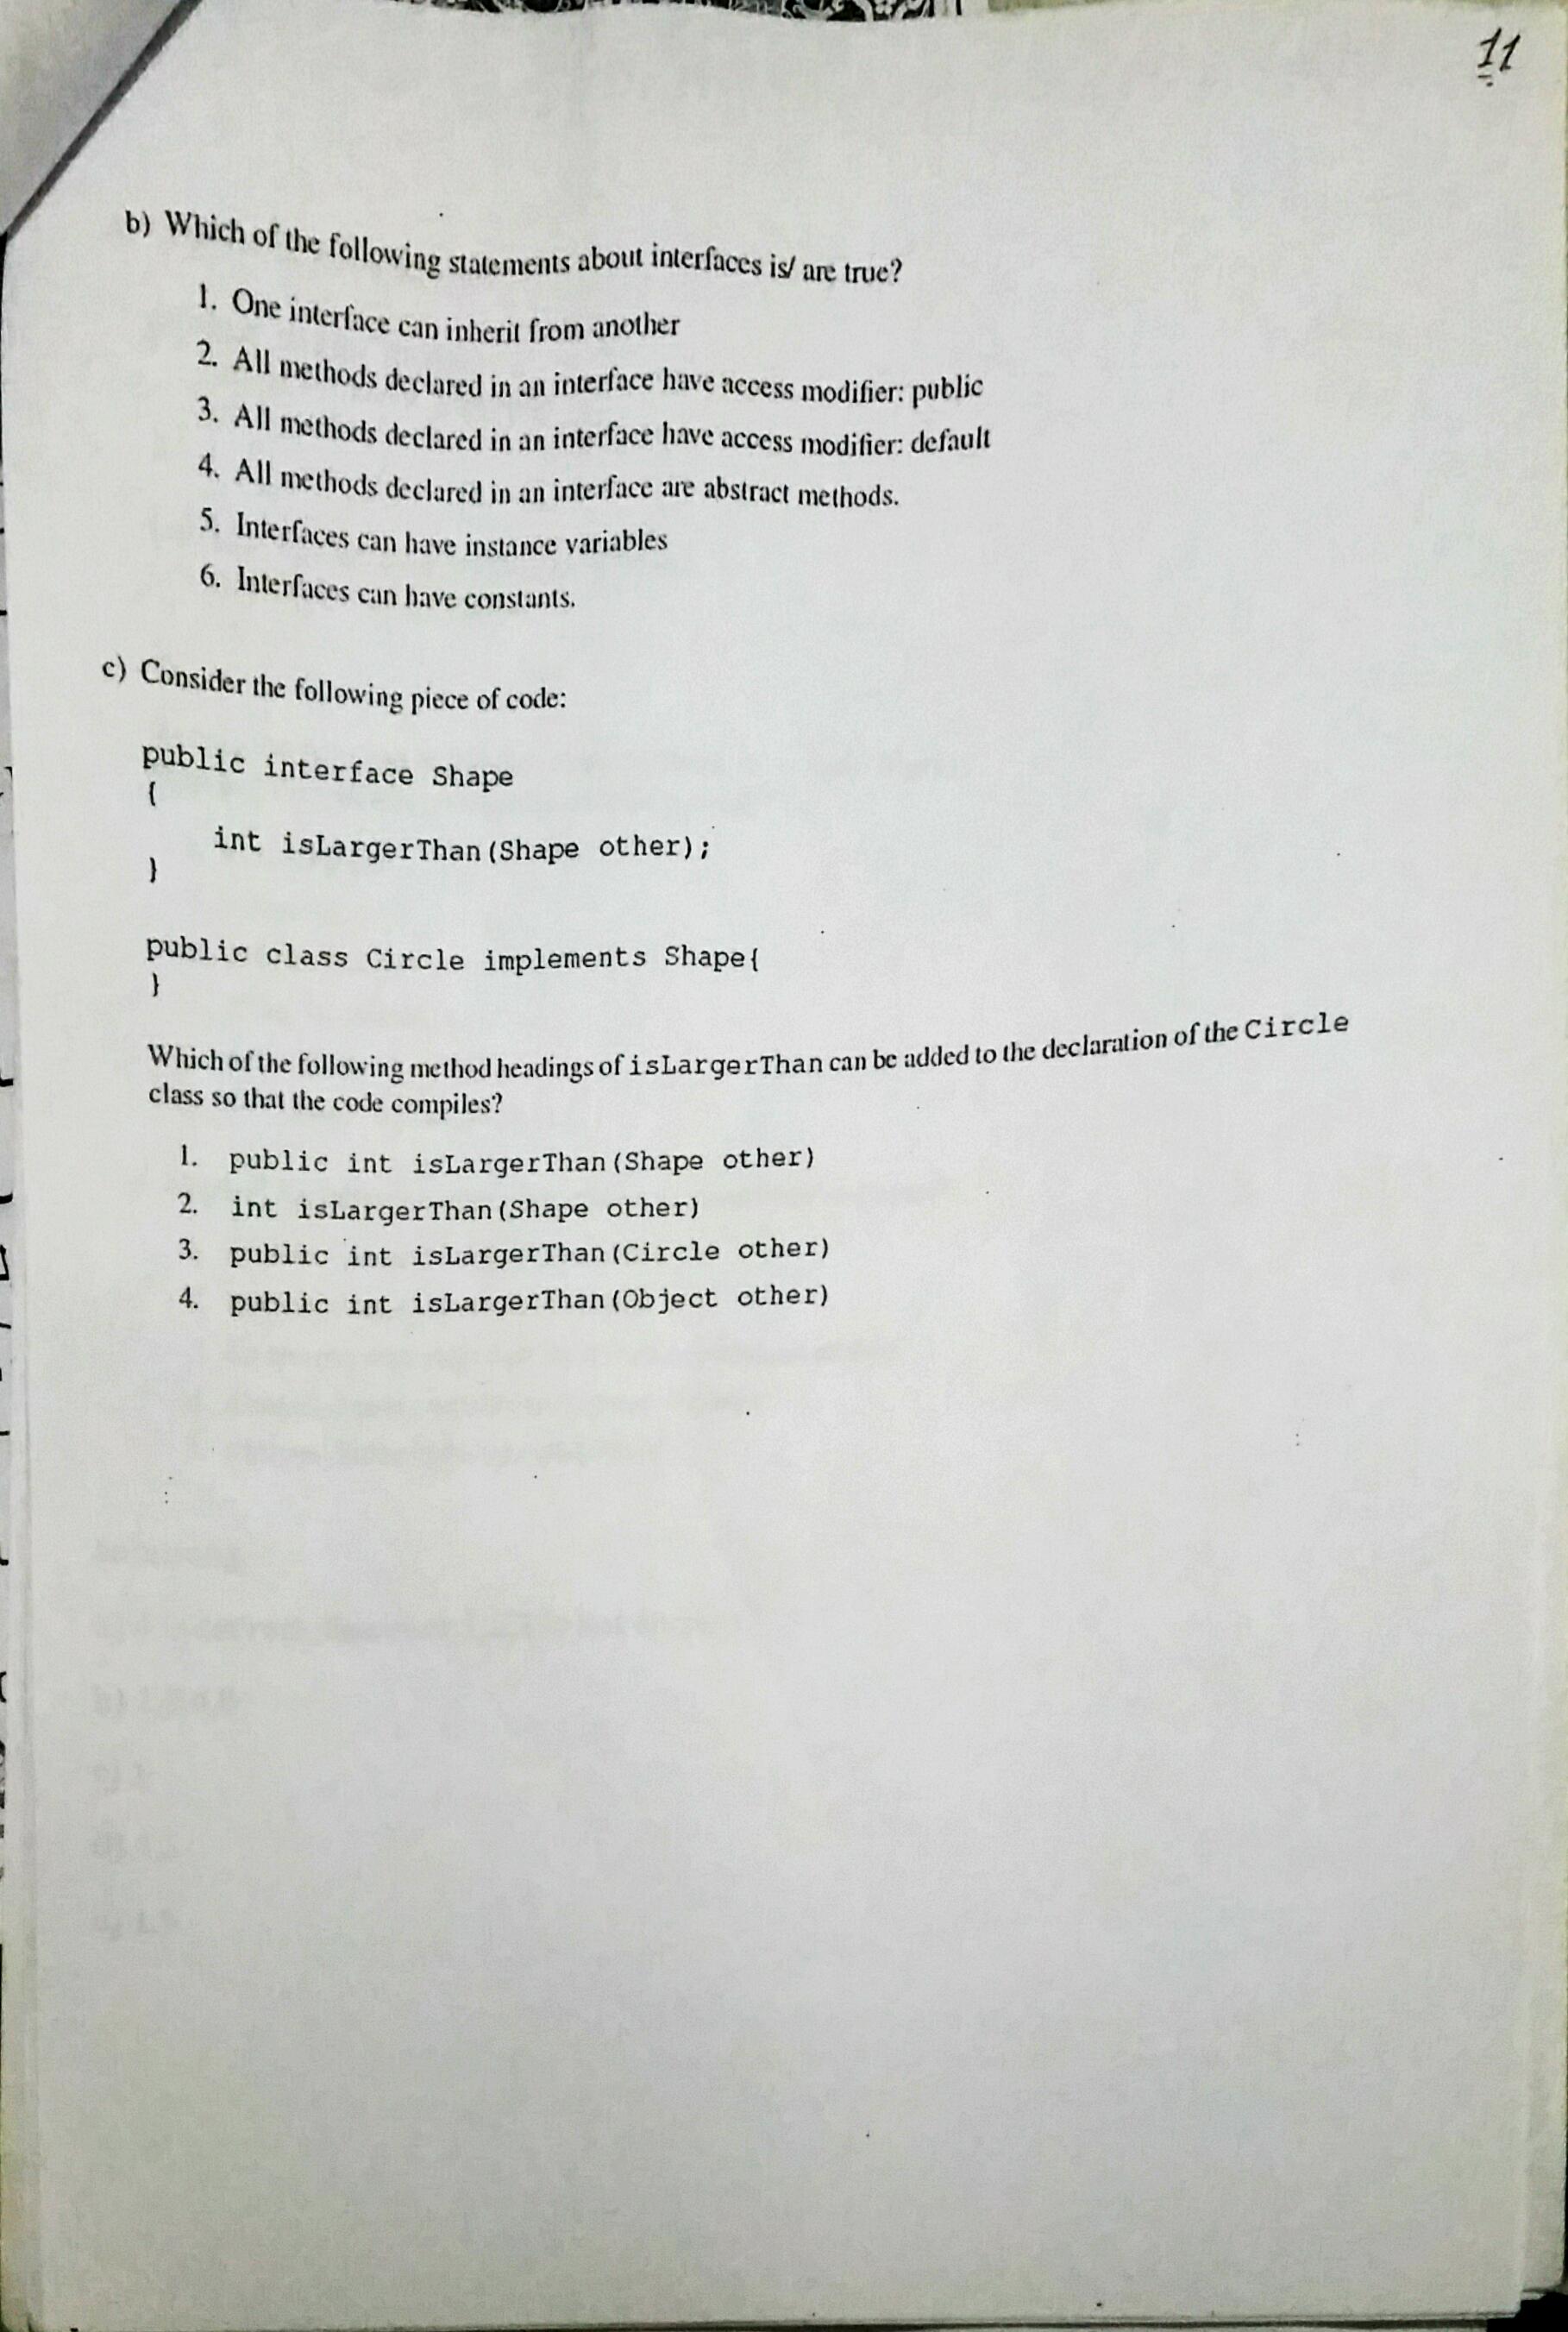 11
b) Which of the following statements about interfaces is/ are true?
1. One interface can inherit from another
2. All methods declared in an interface have access modifier: public
3. All methods declared in an interface have access modifier: default
4. All methods declared in an interface are abstract methods.
5. Interfaces can have instance variables
6. Interfaces can have constants.
c) Consider the following piece of code:
public interface Shape
{
int isLargerThan(Shape other);
}
public class Circle implements Shape{
}
Which of the following method headings of isLargerThan can be added to the declaration of the Circle
class so that the code compiles?
1. public int isLargerThan(Shape other)
2. int isLargerThan(Shape other)
3. public int isLargerThan(Circle other)
4. public int isLargerThan(Object other)